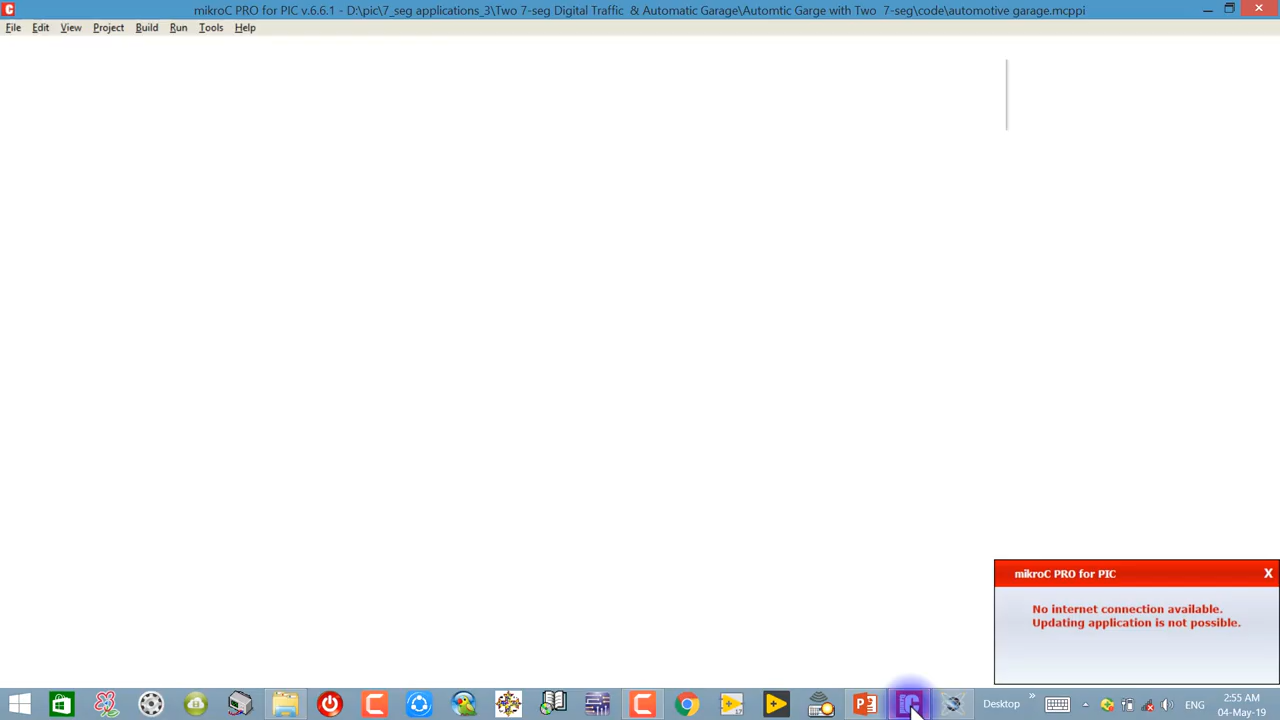 mikroC PRO for PIC v.6.6.1 - D:\pic\7_seg applications_3\Two 7-seg Digital Traffic  & Automatic Garage\Automtic Garge with Two  7-seg\code\automotive garage.mcppi
File Edit View Project Build Run Tools Help
mikroC PRO for PIC X
No internet connection available.
Updating application is not possible.
Desktop
ENG
2:55 AM
04-May-19